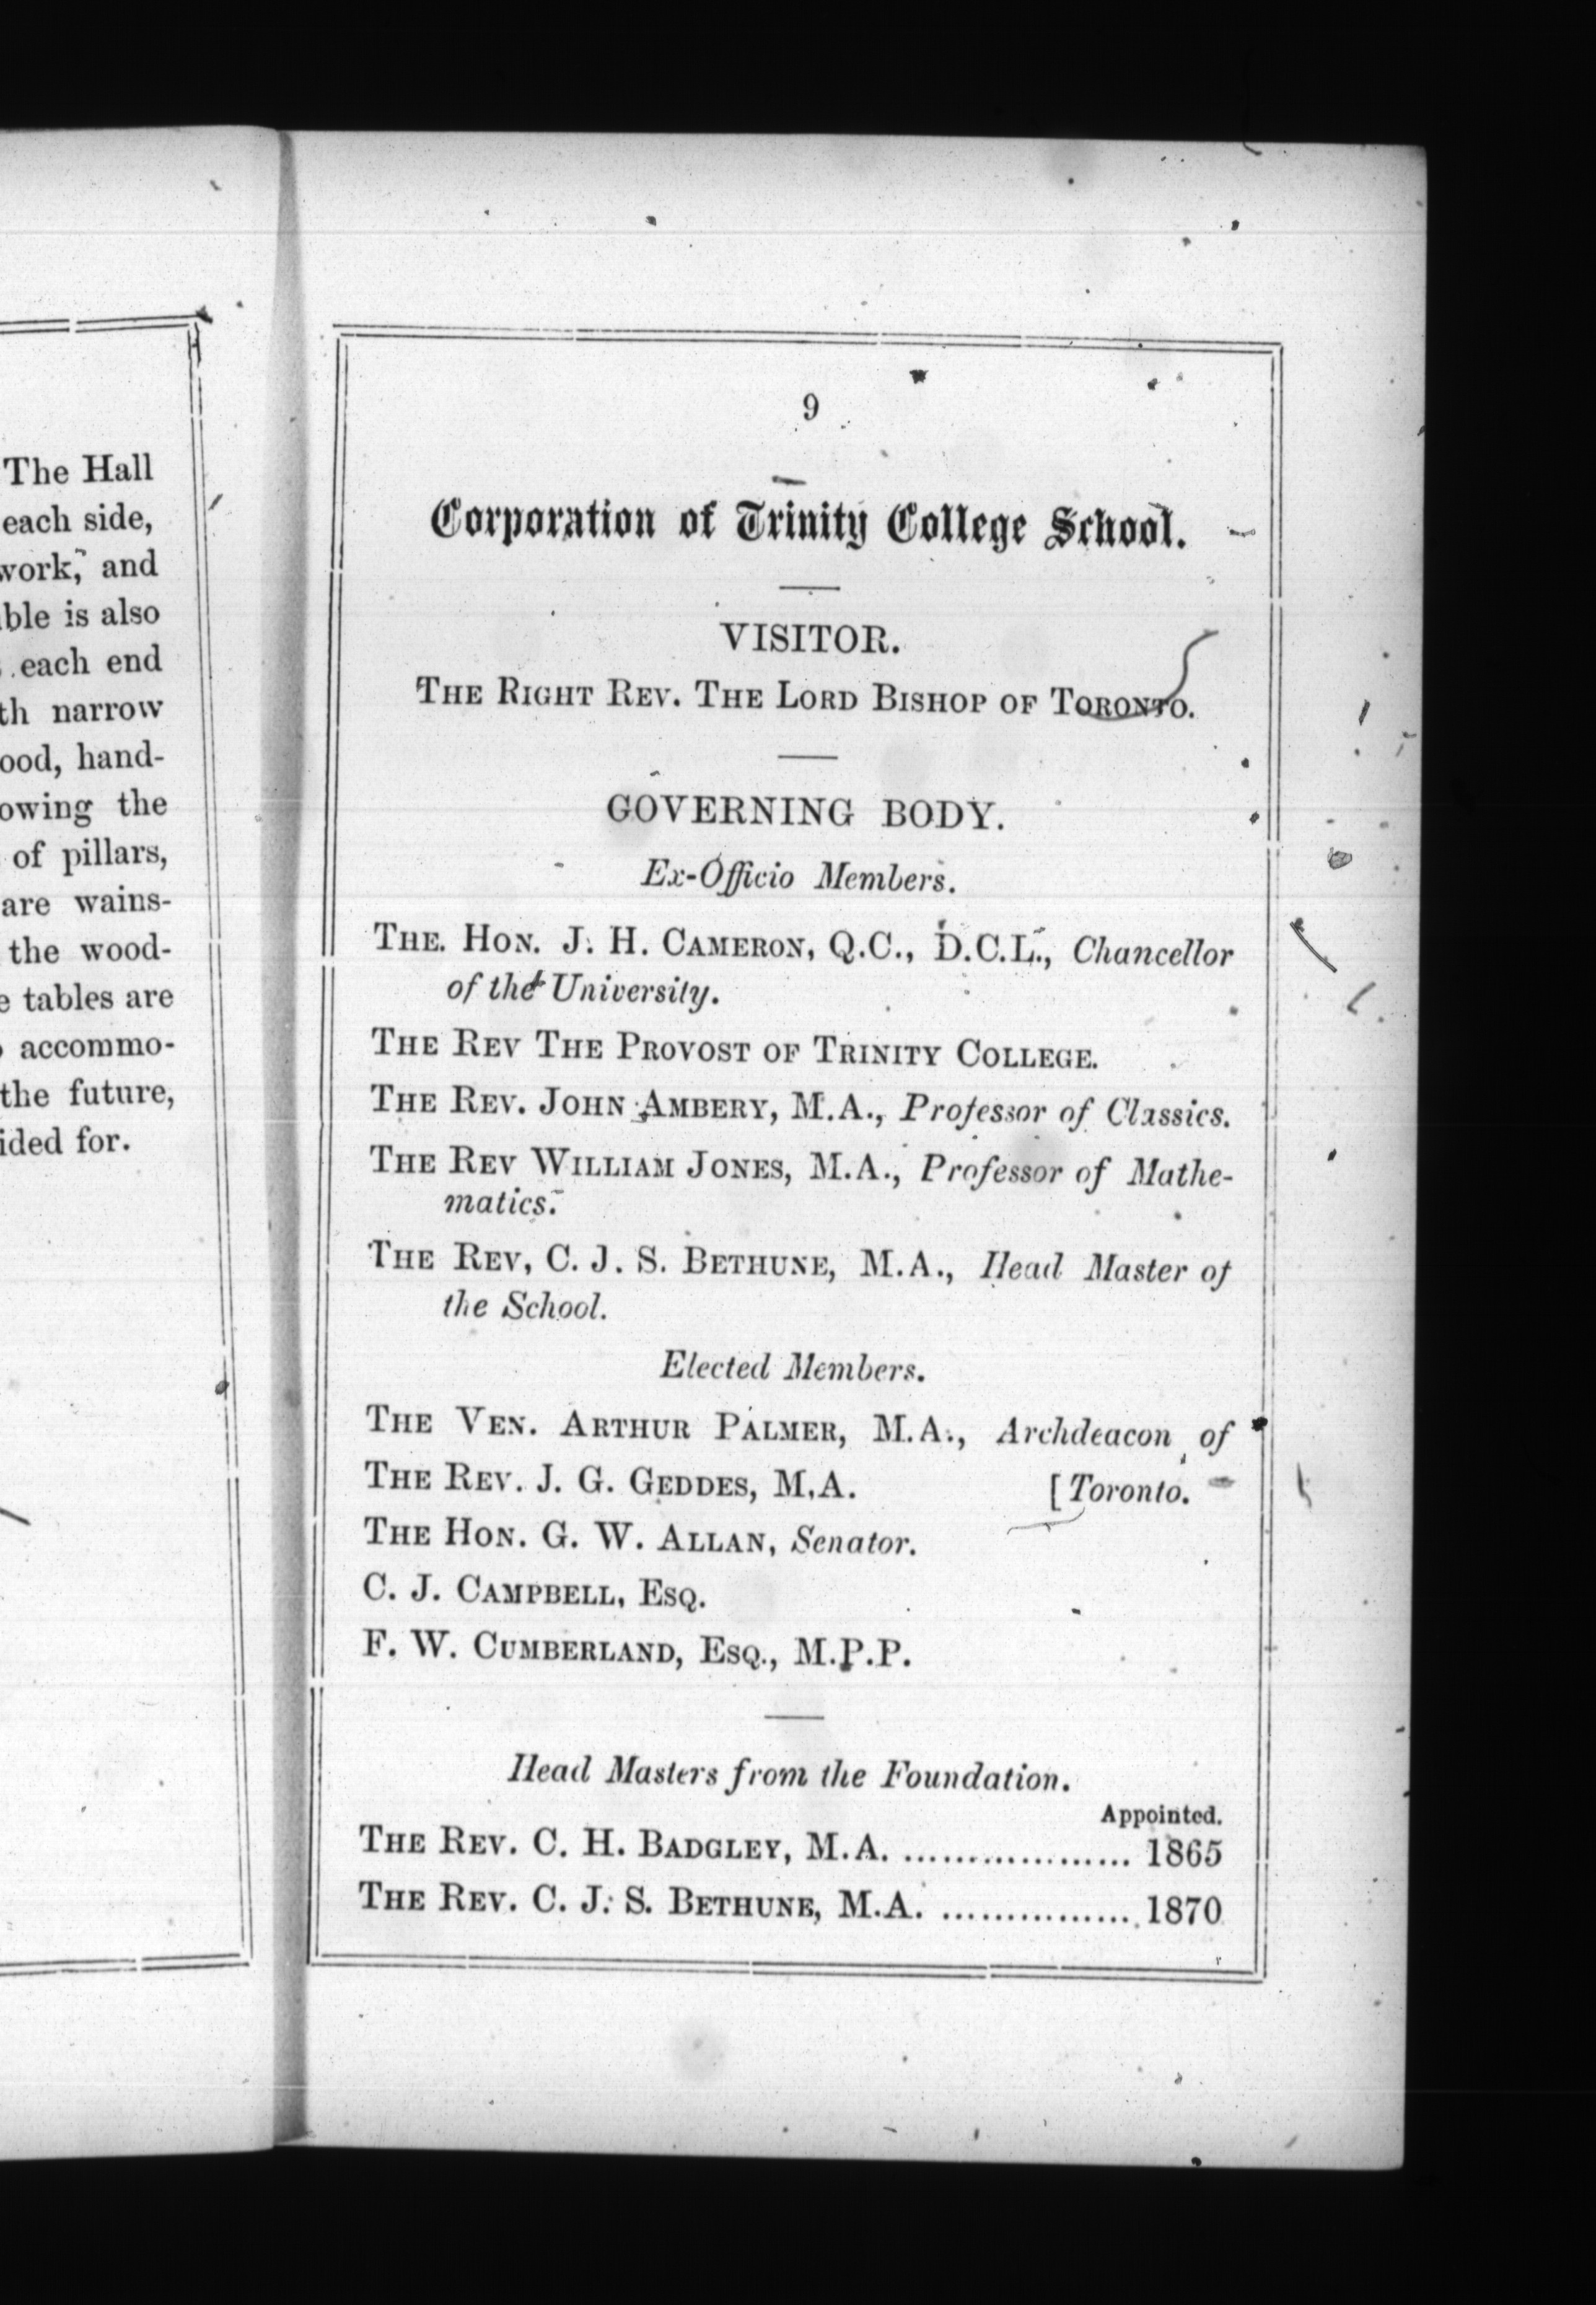 The Hall
each side,
work, and
ble is also
each end
th narrow
ood, hand-
owing the
of pillars,
are wains-
the wood-
e tables are
accommo-
the future,
ided for.
9
Corporation of Trinity College School.
VISITOR.
THE RIGHT REV. THE LORD BISHOP OF TORONTO.
GOVERNING BODY.
Ex-Officio Members.
THE. HON. J. H. CAMERON, Q.C., D.C.L., Chancellor
of the University.
THE REV THE PROVOST OF TRINITY COLLEGE.
THE REV. JOHN AMBERY, M.A., Professor of Classics.
THE REV WILLIAM JONES, M.A., Professor of Mathe-
matics.
THE REV, C. J. S. BETHUNE, M.A., Head Master of
the School.
Elected Members.
THE VEN. ARTHUR PALMER, M.A., Archdeacon of
THE REV. J. G. GEDDES, M.A. [Toronto.
THE HON. G. W. ALLAN, Senator.
C. J. CAMPBELL, ESQ.
F. W. CUMBERLAND, ESQ., M.P.P.
Head Masters from the Foundation.
Appointed.
THE REV. C. H. BADGLEY, M.A. .................. 1865
THE REV. C. J. S. BETHUNE, M.A. ............... 1870